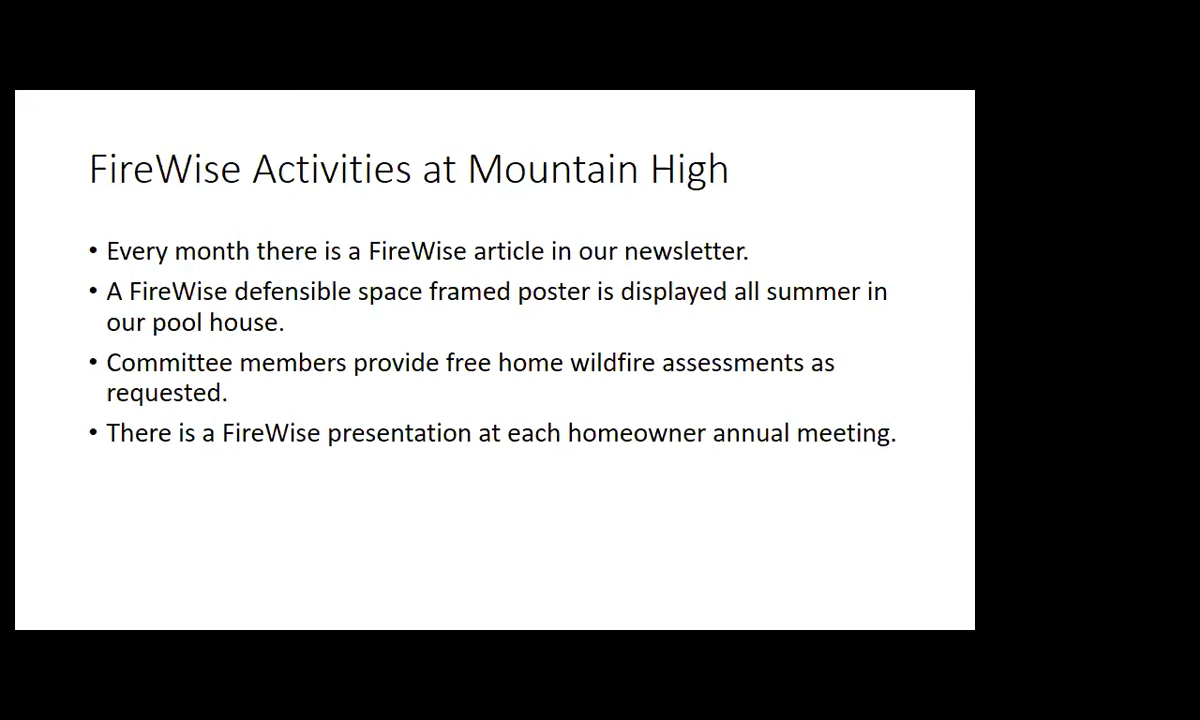 FireWise Activities at Mountain High
• Every month there is a FireWise article in our newsletter.
• A FireWise defensible space framed poster is displayed all summer in
our pool house.
• Committee members provide free home wildfire assessments as
requested.
• There is a FireWise presentation at each homeowner annual meeting.